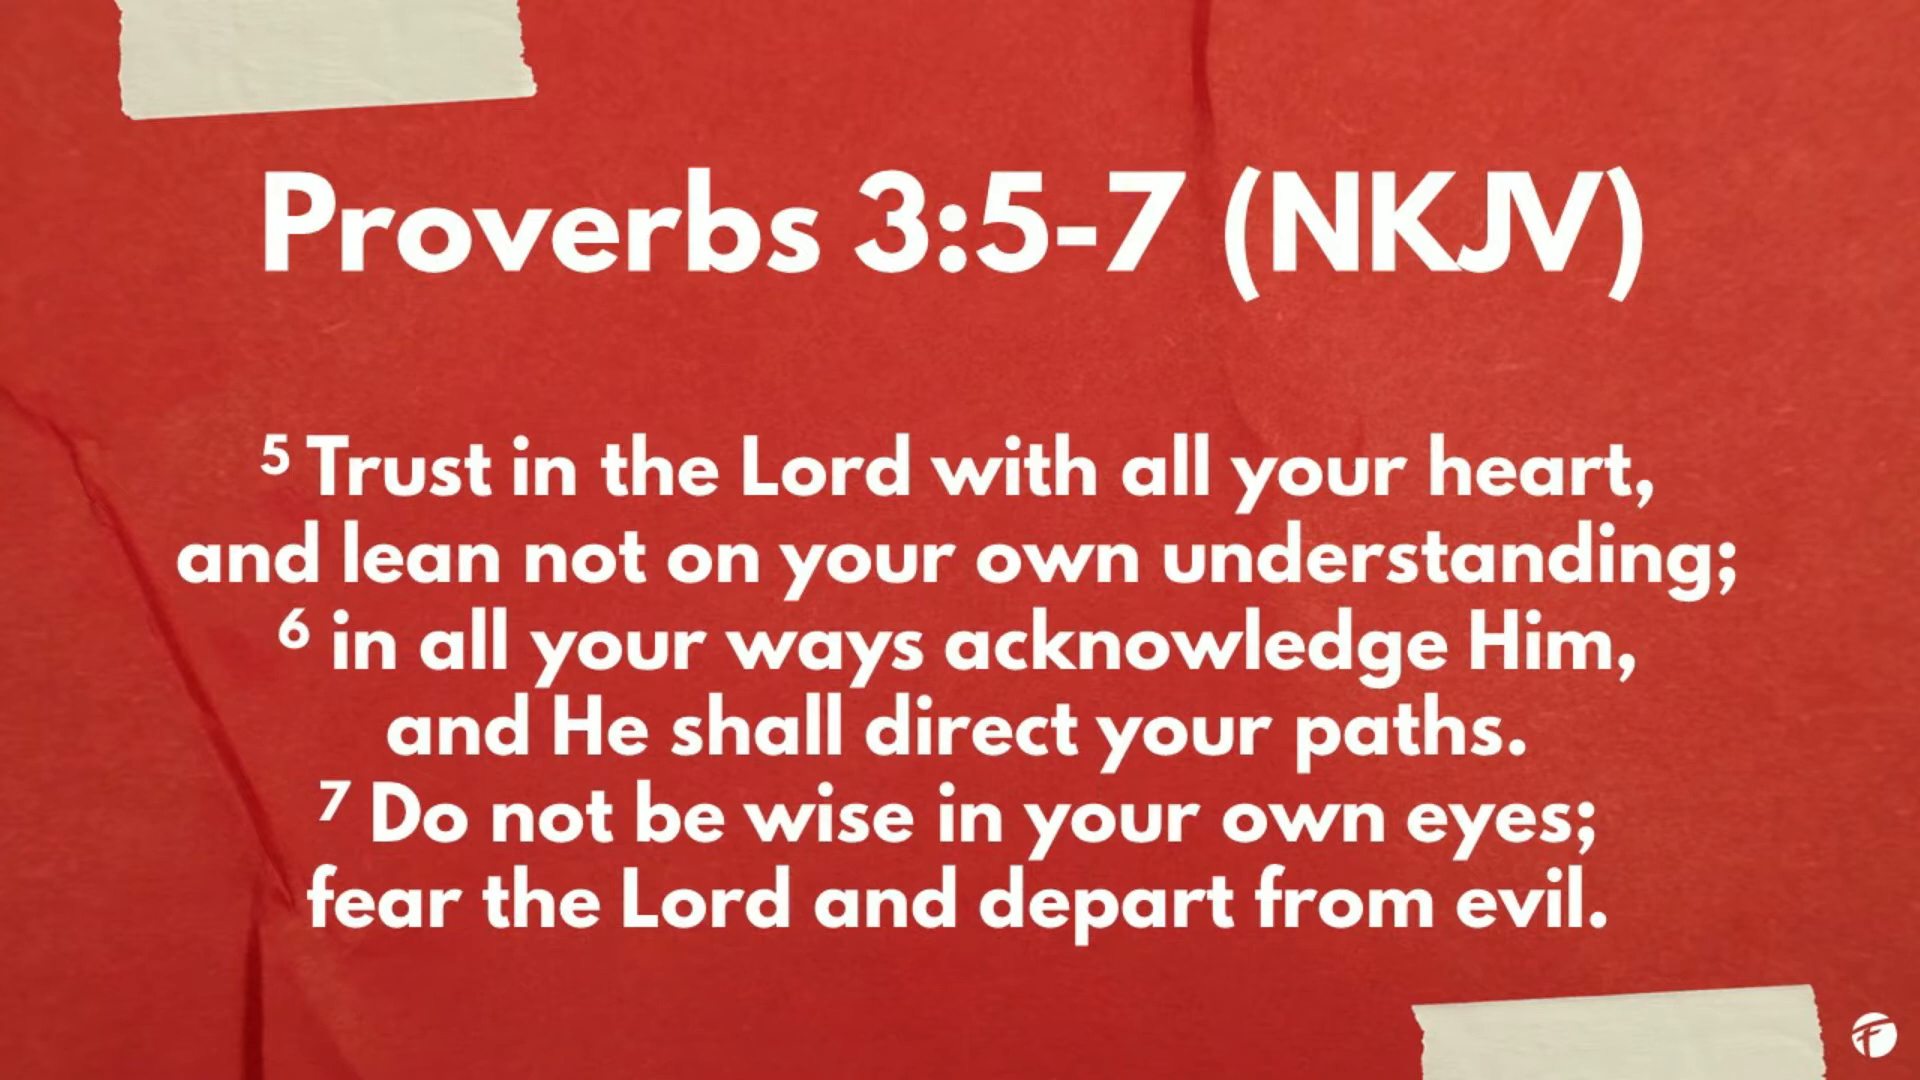 Proverbs 3:5-7 (NKJV)
5 Trust in the Lord with all your heart,
and lean not on your own understanding;
6 in all your ways acknowledge Him,
and He shall direct your paths.
7 Do not be wise in your own eyes;
fear the Lord and depart from evil.